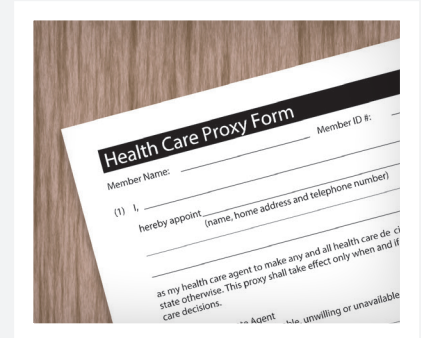 Health Care Proxy Form
Member Name: Member ID #:
(1) I,
hereby appoint
(name, home address and telephone number)
as my health care agent to make any and all health care de ci
state otherwise. This proxy shall take effect only when and if
care decisions.
Agent
unwilling or unavailable